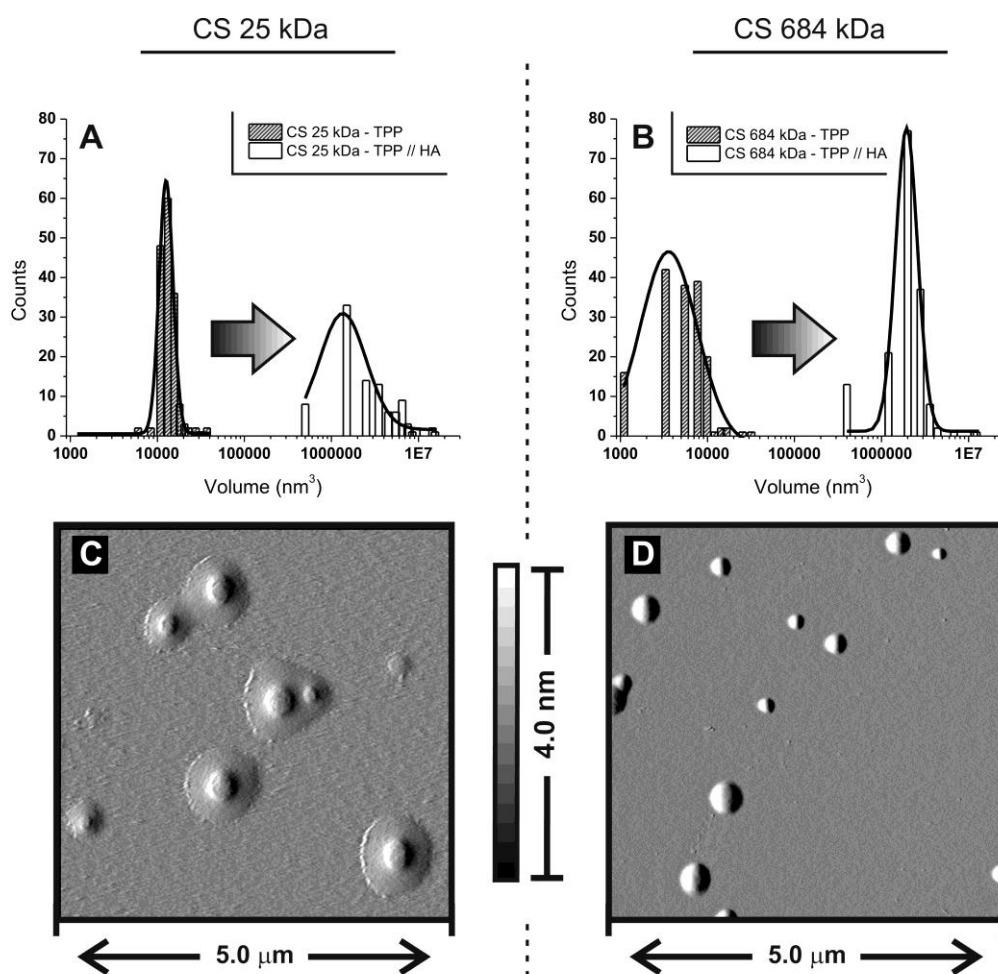 CS 25 kDa
CS 684 kDa
A
CS 25 kDa - TPP
CS 25 kDa - TPP // HA
80
70
60
50
40
30
20
10
0
Counts
1000
10000
1000000
1E7
Volume (nm³)
B
CS 684 kDa - TPP
CS 684 kDa - TPP // HA
80
70
60
50
40
30
20
10
0
Counts
1000
10000
100000
1000000
1E7
Volume (nm³)
C
4.0 nm
D
5.0 μm
5.0 μm